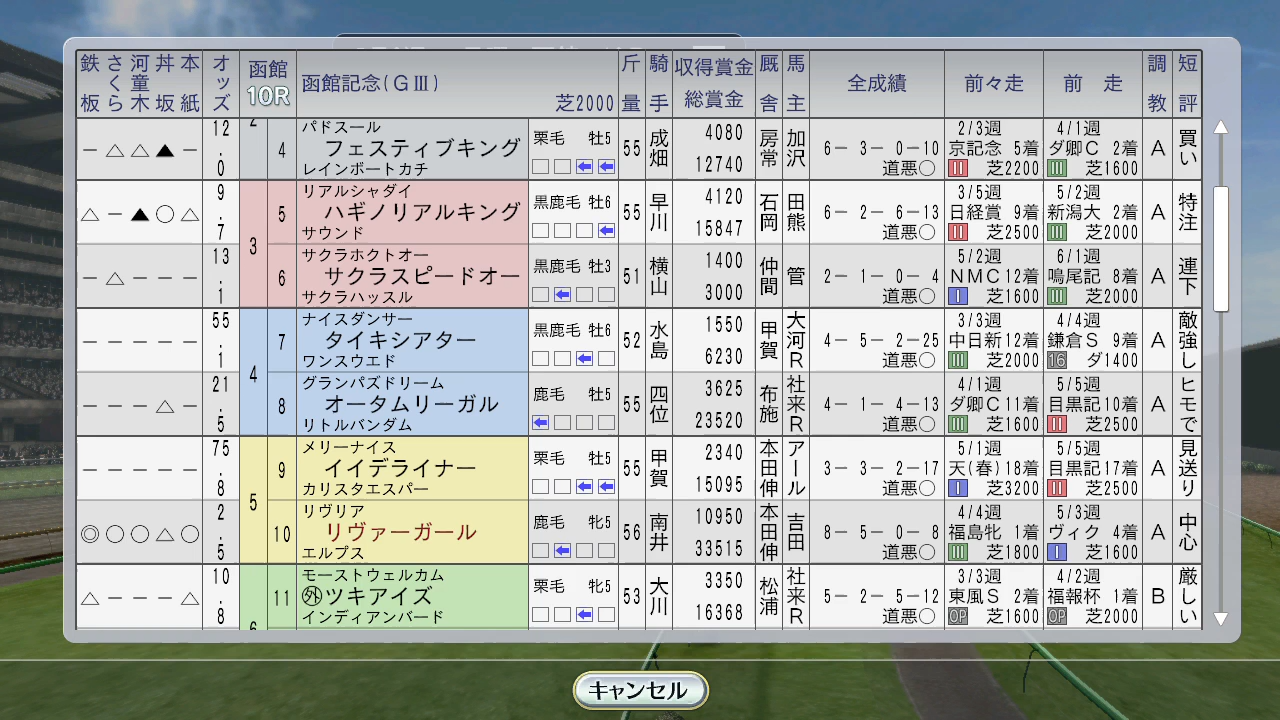 鉄板 さくら 河童木 丼坂 本紙 オッズ 函館10R 函館記念(GⅢ) 芝2000 斤量 騎手 収得賞金 総賞金 厩舎 馬主 全成績 前々走 前走 調教 短評
パドスール
－ △ △ ▲ － 12.0 4 フェスティブキング 栗毛 牡5 55 成畑 4080 12740 房常 加沢 6－3－0－10 道悪○ 2/3週 京記念 5着 Ⅱ 芝2200 4/1週 ダ卿C 2着 Ⅲ 芝1600 A 買い
レインボートカチ
リアルシャダイ
△ － ▲ ○ △ 9.7 3 5 ハギノリアルキング 黒鹿毛 牡6 55 早川 4120 15847 石岡 田熊 6－2－6－13 道悪○ 3/5週 日経賞 9着 Ⅱ 芝2500 5/2週 新潟大 2着 Ⅲ 芝2000 A 特注
サウンド
サクラホクトオー
－ △ － － － 13.1 6 サクラスピードオー 黒鹿毛 牡3 51 横山 1400 3000 仲間 管 2－1－0－4 道悪○ 5/2週 NMC 12着 Ⅰ 芝1600 6/1週 鳴尾記 8着 Ⅲ 芝2000 A 連下
サクラハッスル
ナイスダンサー
－ － － － － 55.1 4 7 タイキシアター 黒鹿毛 牡6 52 水島 1550 6230 甲賀 大河R 4－5－2－25 道悪○ 3/3週 中日新 12着 Ⅲ 芝2000 4/4週 鎌倉S 9着 16 ダ1400 A 敵強し
ワンスウエド
グランパズドリーム
－ － － △ － 21.5 8 オータムリーガル 鹿毛 牡5 55 四位 3625 23520 布施 社来R 4－1－4－13 道悪○ 4/1週 ダ卿C 11着 Ⅲ 芝1600 5/5週 目黒記 10着 Ⅱ 芝2500 A ヒモで
リトルバンダム
メリーナイス
－ － － － － 75.8 5 9 イイデライナー 栗毛 牡5 55 甲賀 2340 15095 本田伸 アール 3－3－2－17 道悪○ 5/1週 天(春) 18着 Ⅰ 芝3200 5/5週 目黒記 17着 Ⅱ 芝2500 A 見送り
カリスタエスパー
リヴリア
◎ ○ ○ △ ○ 2.5 10 リヴァーガール 鹿毛 牝5 56 南井 10950 33515 本田伸 吉田 8－5－0－8 道悪○ 4/4週 福島牝 1着 Ⅲ 芝1800 5/3週 ヴィク 4着 Ⅰ 芝1600 A 中心
エルプス
モーストウェルカム
△ － － － △ 10.8 6 11 外ツキアイズ 栗毛 牝5 53 大川 3350 16368 松浦 社来R 5－2－5－12 道悪○ 3/3週 東風S 2着 OP 芝1600 4/2週 福報杯 1着 OP 芝2000 B 厳しい
インディアンバード
キャンセル